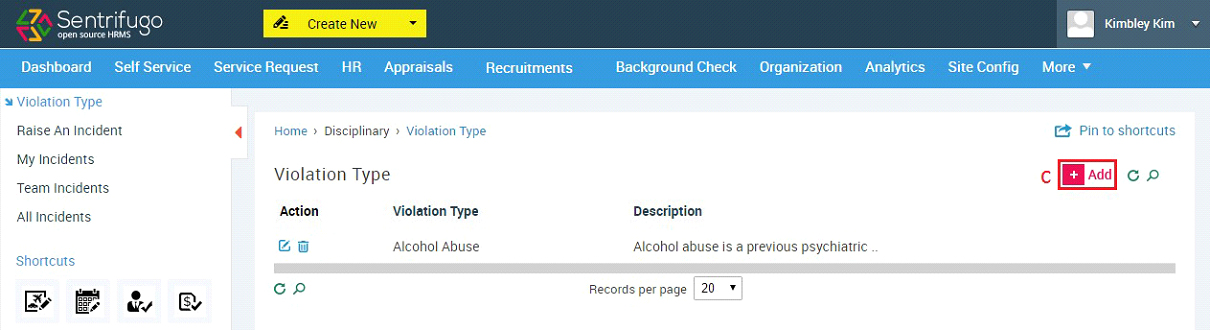 Sentrifugo
open source HRMS
Create New
Kimbley Kim
Dashboard Self Service Service Request HR Appraisals Recruitments Background Check Organization Analytics Site Config More
Violation Type
Raise An Incident
My Incidents
Team Incidents
All Incidents
Shortcuts
Home › Disciplinary › Violation Type
Pin to shortcuts
Violation Type
C + Add
Action Violation Type Description
Alcohol Abuse Alcohol abuse is a previous psychiatric ..
Records per page 20